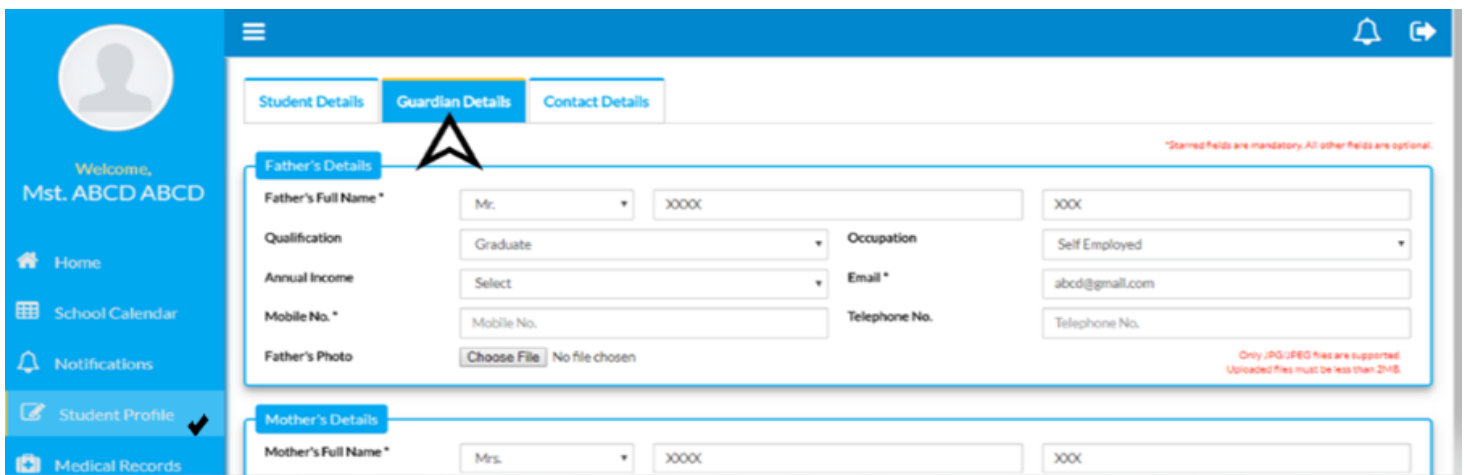 Welcome,
Mst. ABCD ABCD
Home
School Calendar
Notifications
Student Profile
Medical Records
Student Details Guardian Details Contact Details
*Starred fields are mandatory. All other fields are optional.
Father's Details
Father's Full Name * Mr. XXXX XXX
Qualification Graduate Occupation Self Employed
Annual Income Select Email * abcd@gmail.com
Mobile No. * Mobile No. Telephone No. Telephone No.
Father's Photo Choose File No file chosen
Only JPG/JPEG files are supported.
Uploaded files must be less than 2MB.
Mother's Details
Mother's Full Name * Mrs. XXXX XXX